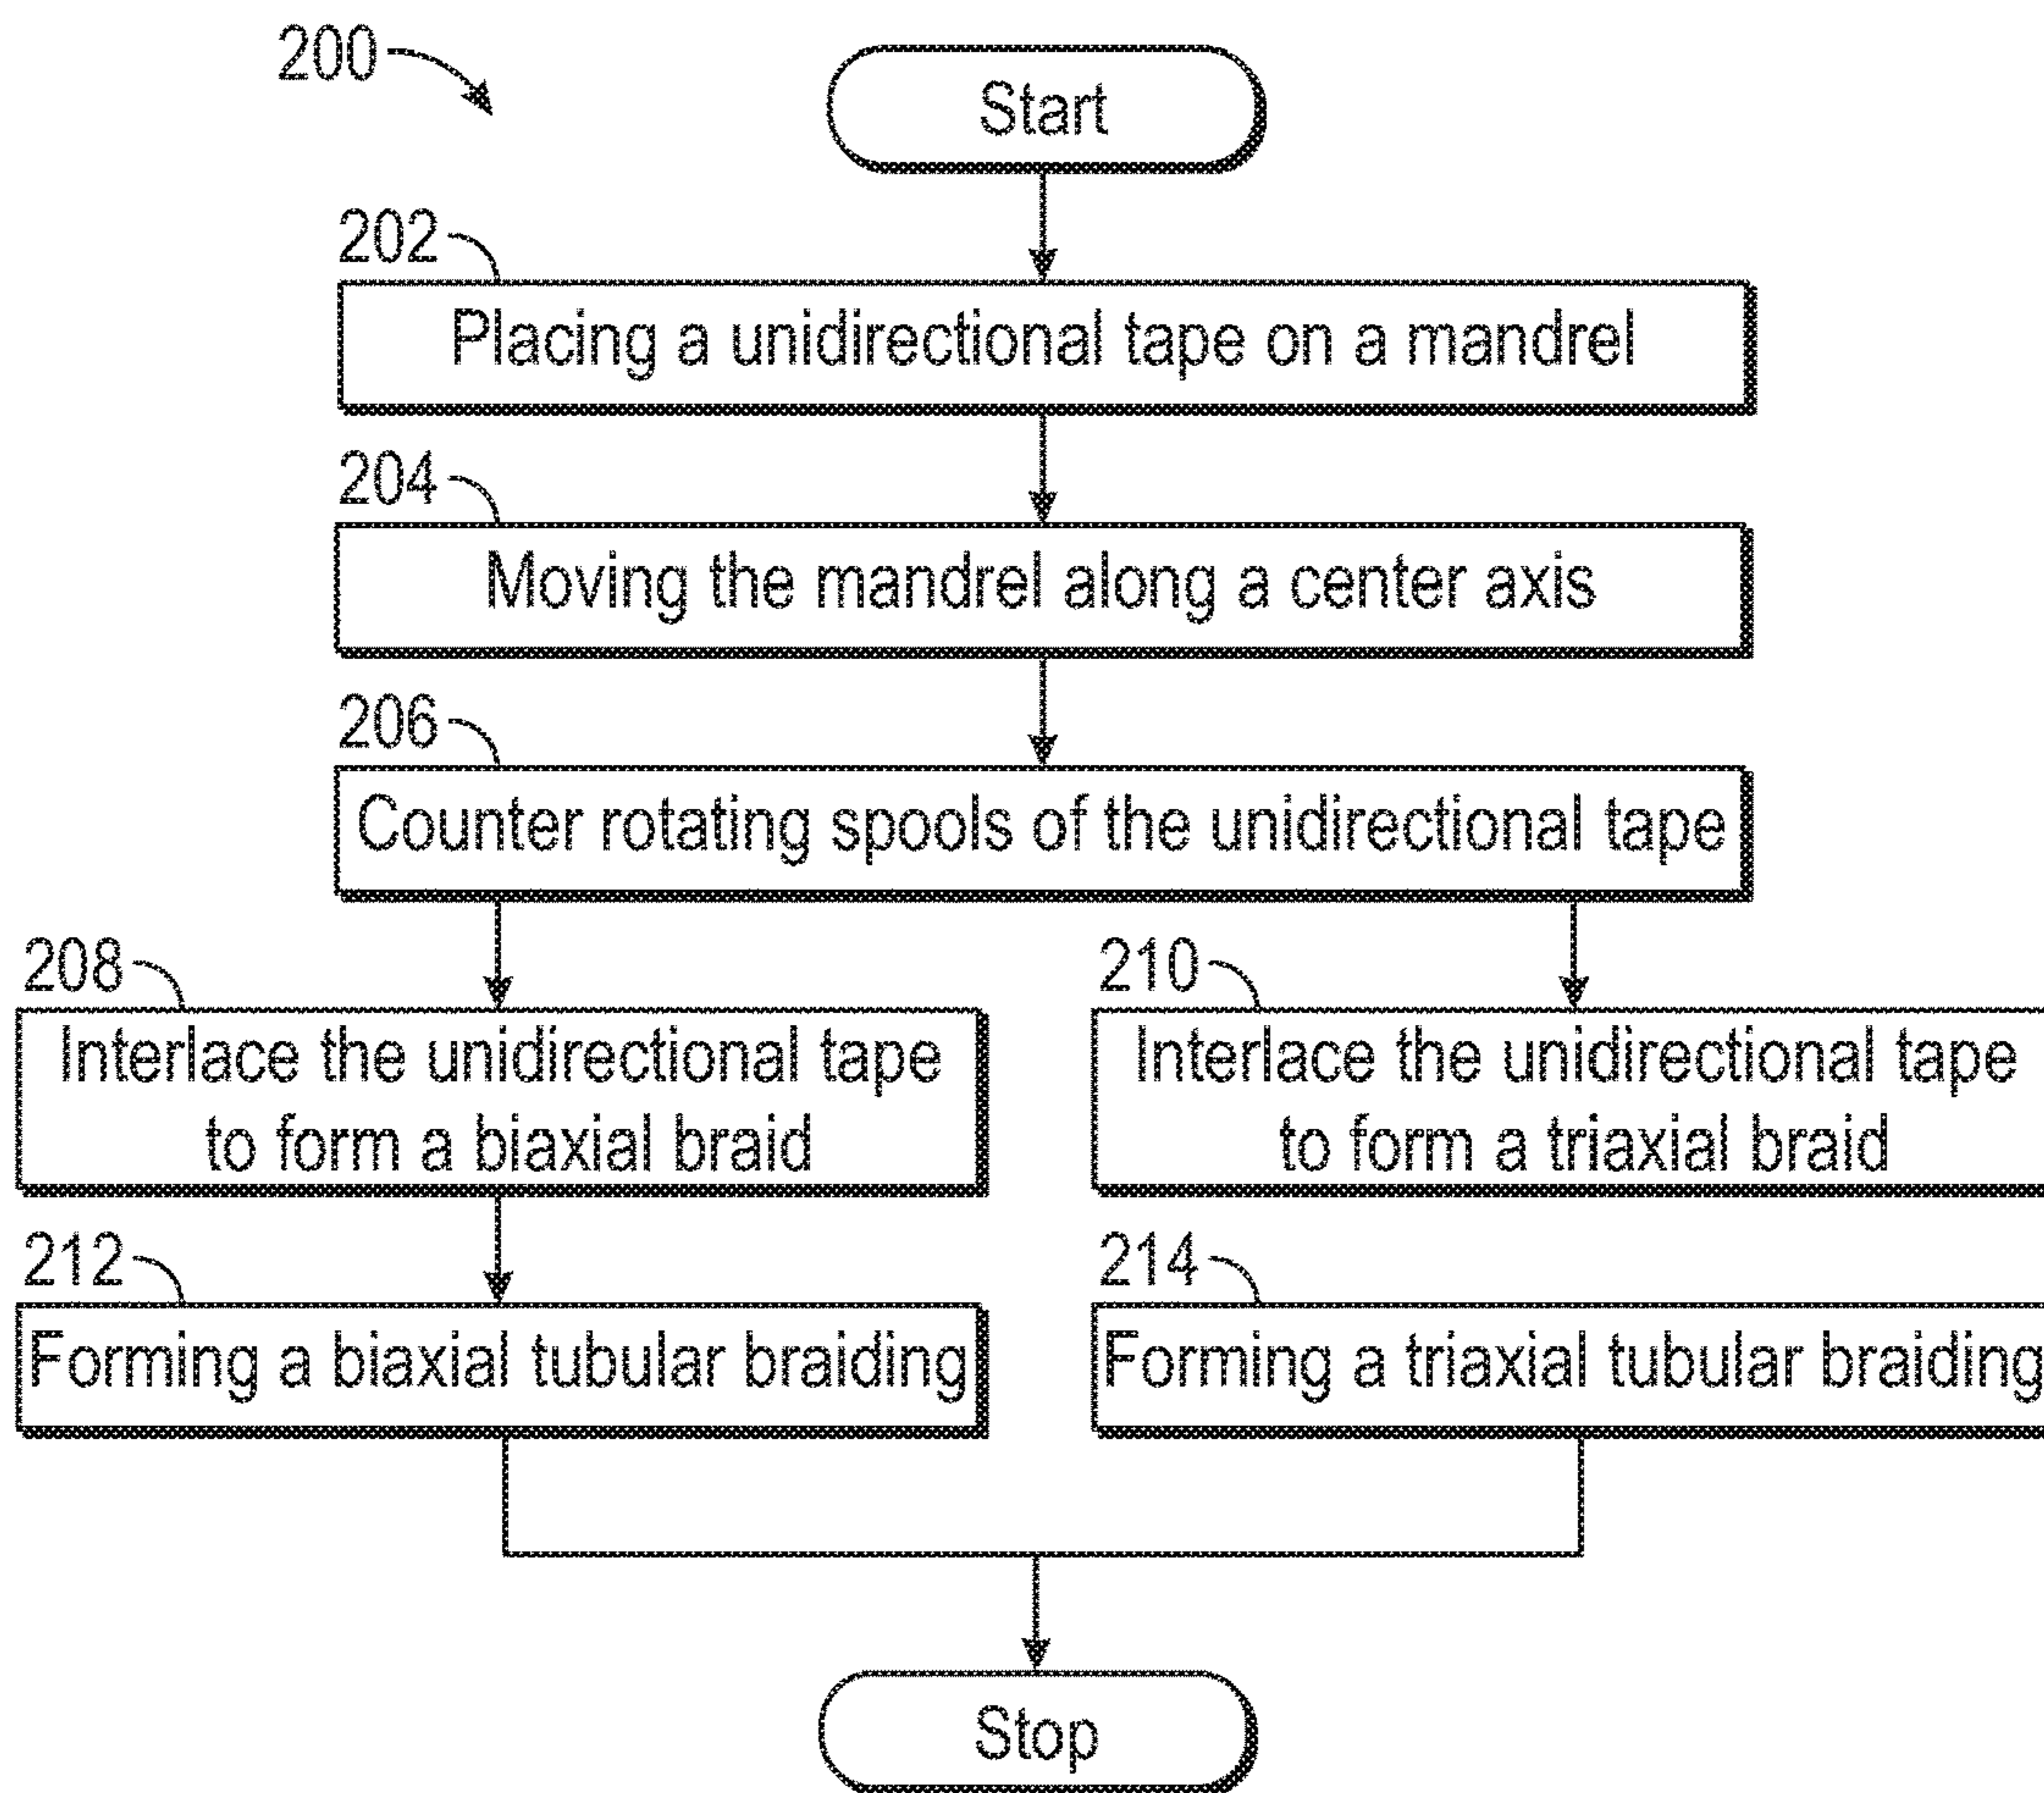 200
Start
202
Placing a unidirectional tape on a mandrel
204
Moving the mandrel along a center axis
206
Counter rotating spools of the unidirectional tape
208
Interlace the unidirectional tape
to form a biaxial braid
210
Interlace the unidirectional tape
to form a triaxial braid
212
Forming a biaxial tubular braiding
214
Forming a triaxial tubular braiding
Stop